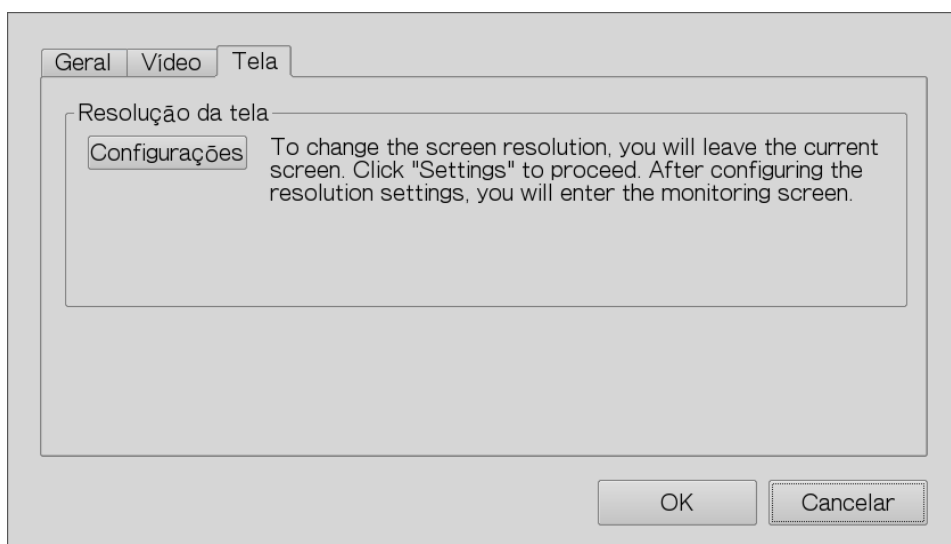 Geral
Vídeo
Tela
Resolução da tela
Configurações
To change the screen resolution, you will leave the current
screen. Click "Settings" to proceed. After configuring the
resolution settings, you will enter the monitoring screen.
OK
Cancelar